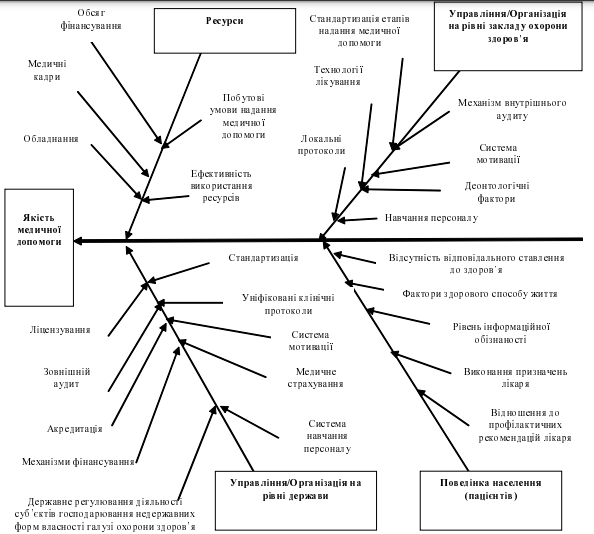 Обсяг
фінансування
Ресурси
Стандартизація етапів
надання медичної
допомоги
Управління/Організація
на рівні закладу охорони
здоров'я
Медичні
кадри
Технології
лікування
Побутові
умови надання
медичної
допомоги
Механізм внутрішнього
аудиту
Обладнання
Локальні
протоколи
Система
мотивації
Ефективність
використання
ресурсів
Деонтологічні
фактори
Навчання персоналу
Якість
медичної
допомоги
Стандартизація
Відсутність відповідального ставлення
до здоров'я
Уніфіковані клінічні
протоколи
Фактори здорового способу життя
Ліцензування
Система
мотивації
Рівень інформаційної
обізнаності
Зовнішній
аудит
Медичне
страхування
Виконання призначень
лікаря
Акредитація
Система
навчання
персоналу
Відношення до
профілактичних
рекомендацій лікаря
Механізми фінансування
Державне регулювання діяльності
суб'єктів господарювання недержавних
форм власності галузі охорони здоров'я
Управління/Організація на
рівні держави
Поведінка населення
(пацієнтів)